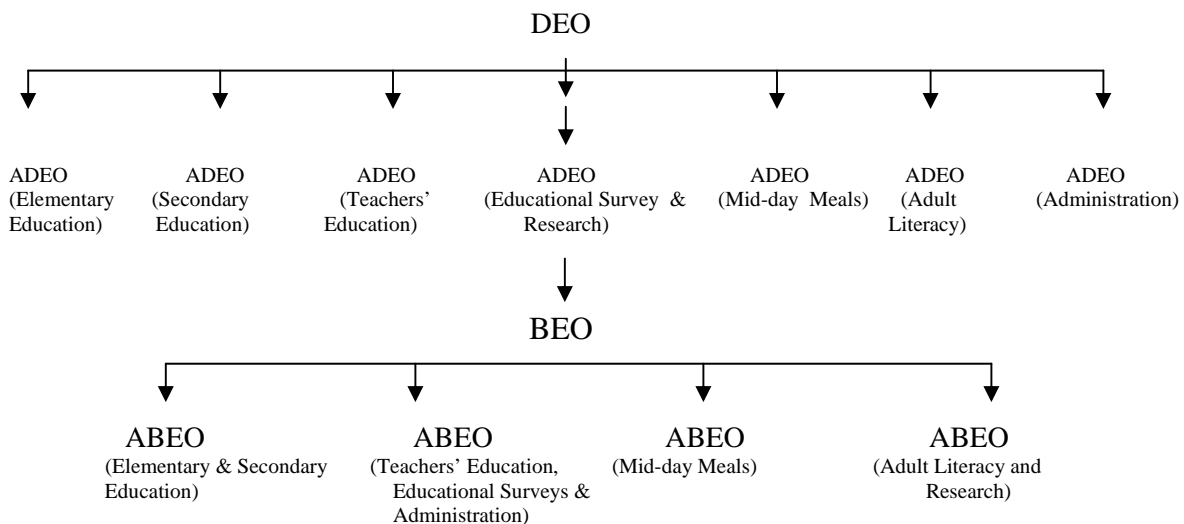 DEO
ADEO
(Elementary
Education)
ADEO
(Secondary
Education)
ADEO
(Teachers'
Education)
ADEO
(Educational Survey &
Research)
ADEO
(Mid-day Meals)
ADEO
(Adult
Literacy)
ADEO
(Administration)
BEO
ABEO
(Elementary & Secondary
Education)
ABEO
(Teachers' Education,
Educational Surveys &
Administration)
ABEO
(Mid-day Meals)
ABEO
(Adult Literacy and
Research)